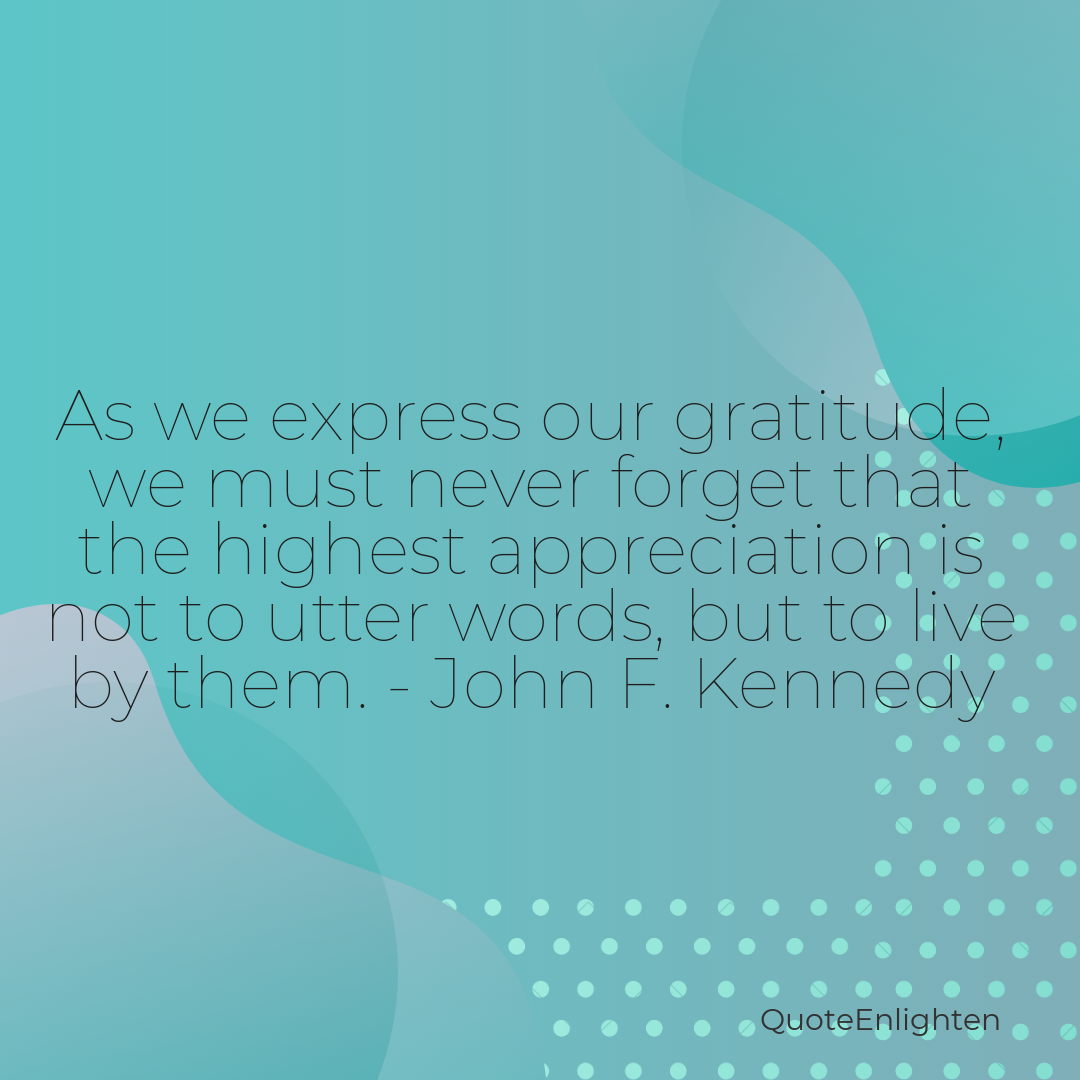 As we express our gratitude,
we must never forget that
the highest appreciation is
not to utter words, but to live
by them. - John F. Kennedy
QuoteEnlighten